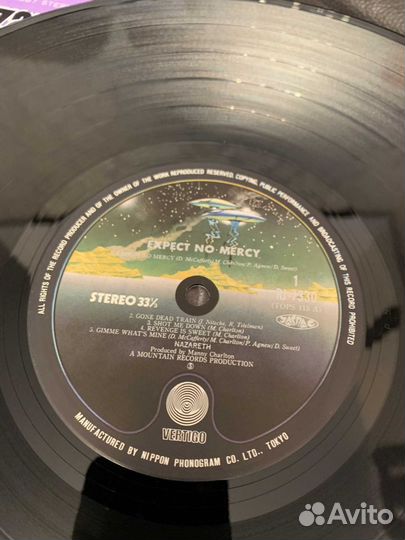 ALL RIGHTS OF THE RECORD PRODUCER AND OF THE OWNER OF THE WORK REPRODUCED RESERVED. COPYING, PUBLIC PERFORMANCE AND BROADCASTING OF THIS RECORD PROHIBITED
EXPECT NO MERCY
NO MERCY (D. McCafferty/M. Charlton/P. Agnew/D. Sweet)
1
STEREO 33⅓
2. GONE DEAD TRAIN (J. Nitzche, R. Titelman)
3. SHOT ME DOWN (M. Charlton)
4. REVENGE IS SWEET (M. Charlton)
5. GIMME WHAT'S MINE (D. McCafferty/M. Charlton/P. Agnew/D. Sweet)
NAZARETH
Produced by Manny Charlton
A MOUNTAIN RECORDS PRODUCTION
VERTIGO
MANUFACTURED BY NIPPON PHONOGRAM CO. LTD., TOKYO
Avito